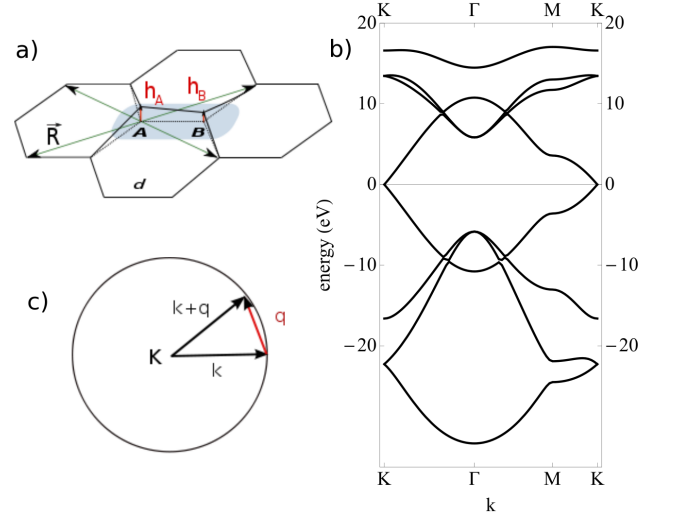 a)
h_A
h_B
A
B
R
d
c)
k+q
q
K
k
b)
K Γ M K
20 20
10 10
0 0
−10 −10
−20 −20
energy (eV)
K Γ M K
k